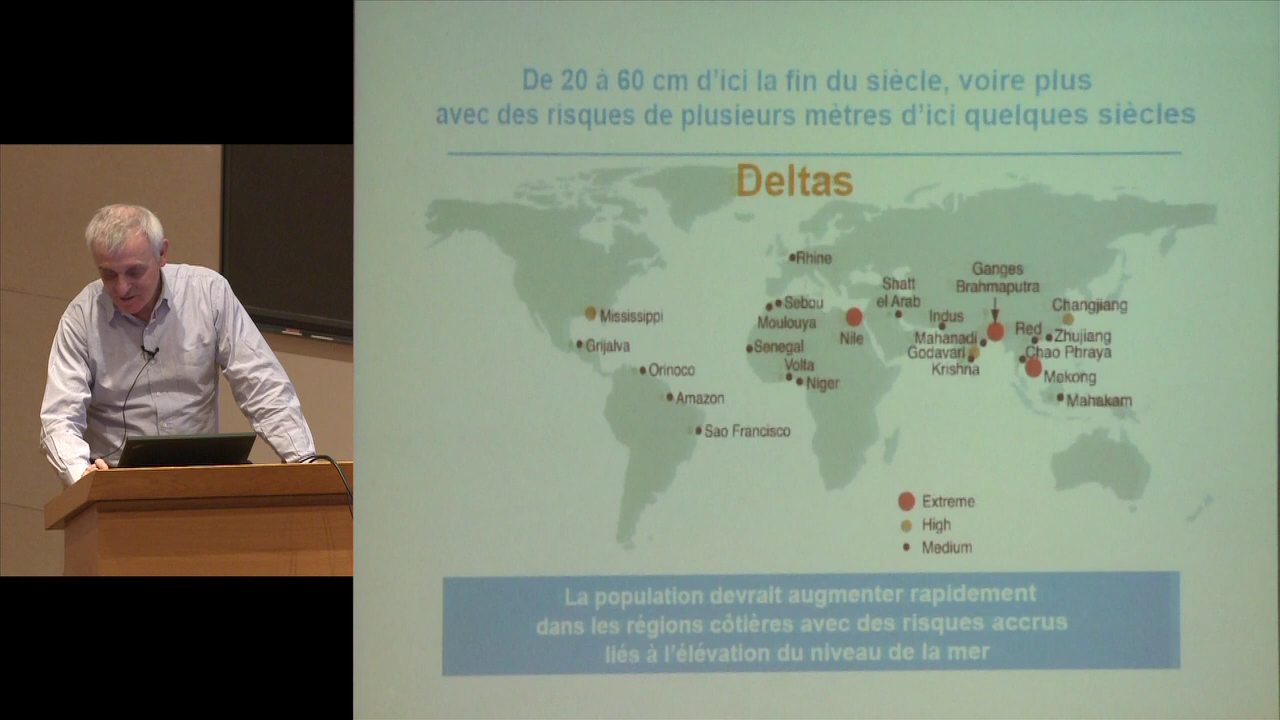 De 20 à 60 cm d'ici la fin du siècle, voire plus
avec des risques de plusieurs mètres d'ici quelques siècles
Deltas
Rhine
Ganges
Brahmaputra
Shatt
el Arab
Sebou
Moulouya
Nile
Indus
Changjiang
Mississippi
Grijalva
Senegal
Mahanadi
Red
Zhujiang
Godavari
Chao Phraya
Krishna
Orinoco
Volta
Niger
Mekong
Amazon
Mahakam
Sao Francisco
Extreme
High
Medium
La population devrait augmenter rapidement
dans les régions côtières avec des risques accrus
liés à l'élévation du niveau de la mer